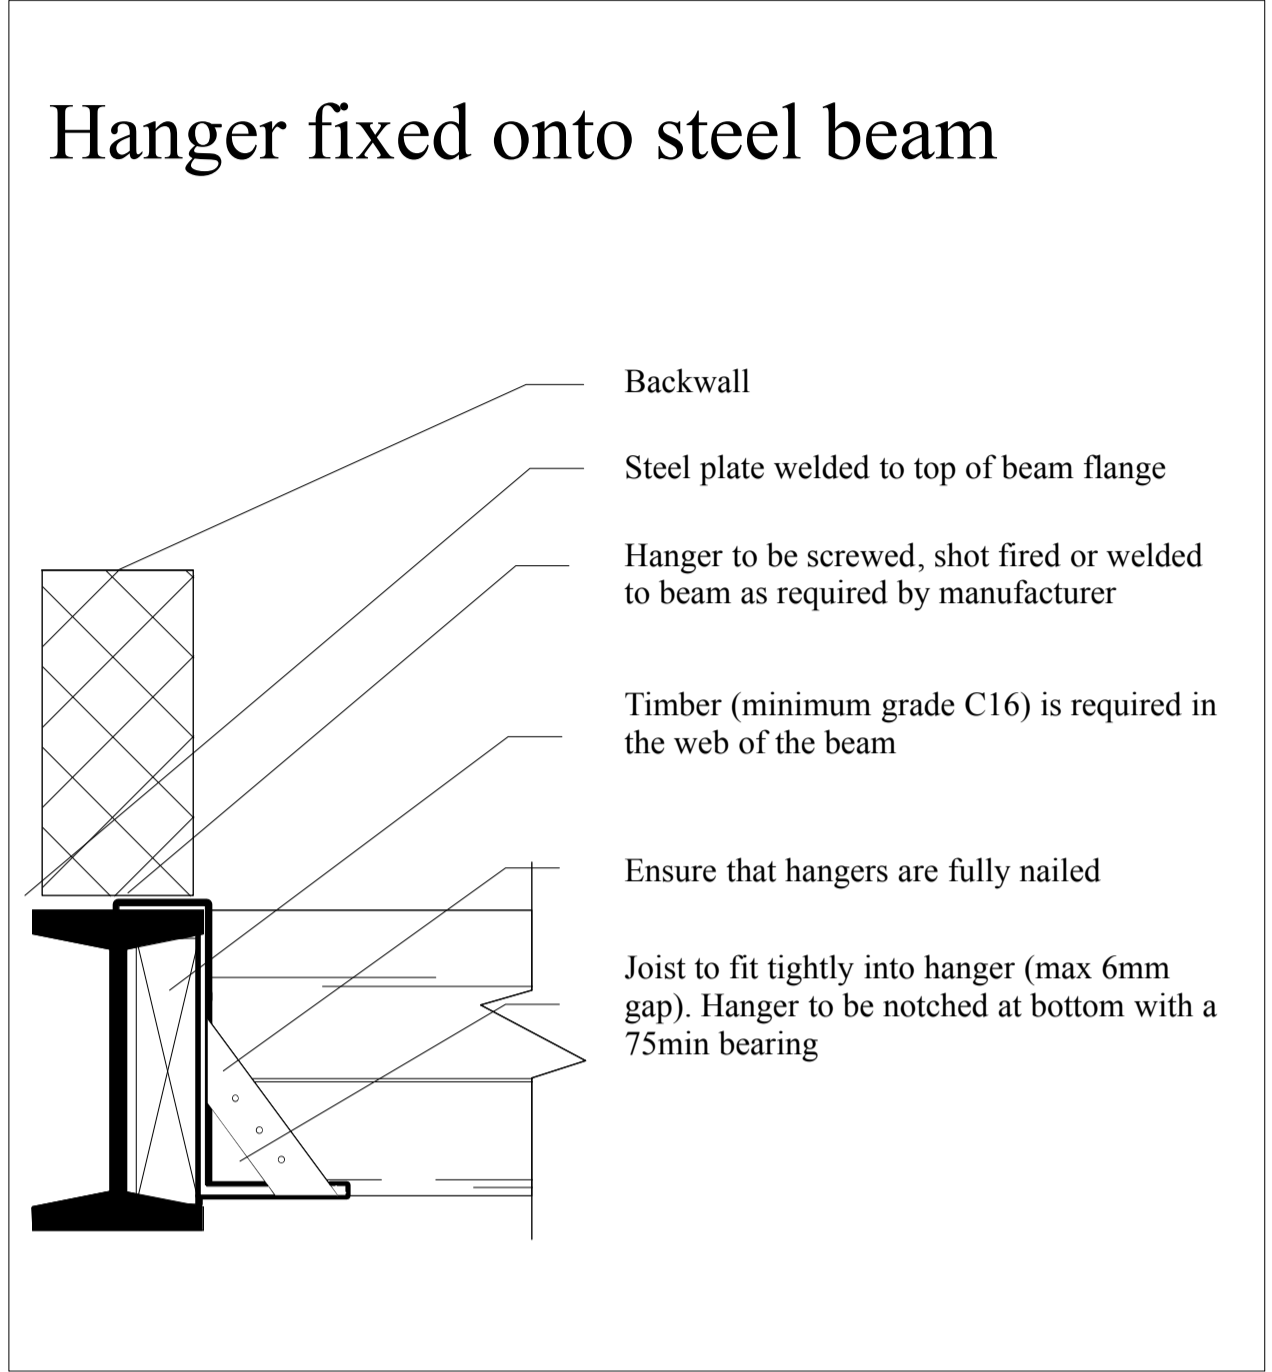 Hanger fixed onto steel beam
Backwall
Steel plate welded to top of beam flange
Hanger to be screwed, shot fired or welded
to beam as required by manufacturer
Timber (minimum grade C16) is required in
the web of the beam
Ensure that hangers are fully nailed
Joist to fit tightly into hanger (max 6mm
gap). Hanger to be notched at bottom with a
75min bearing